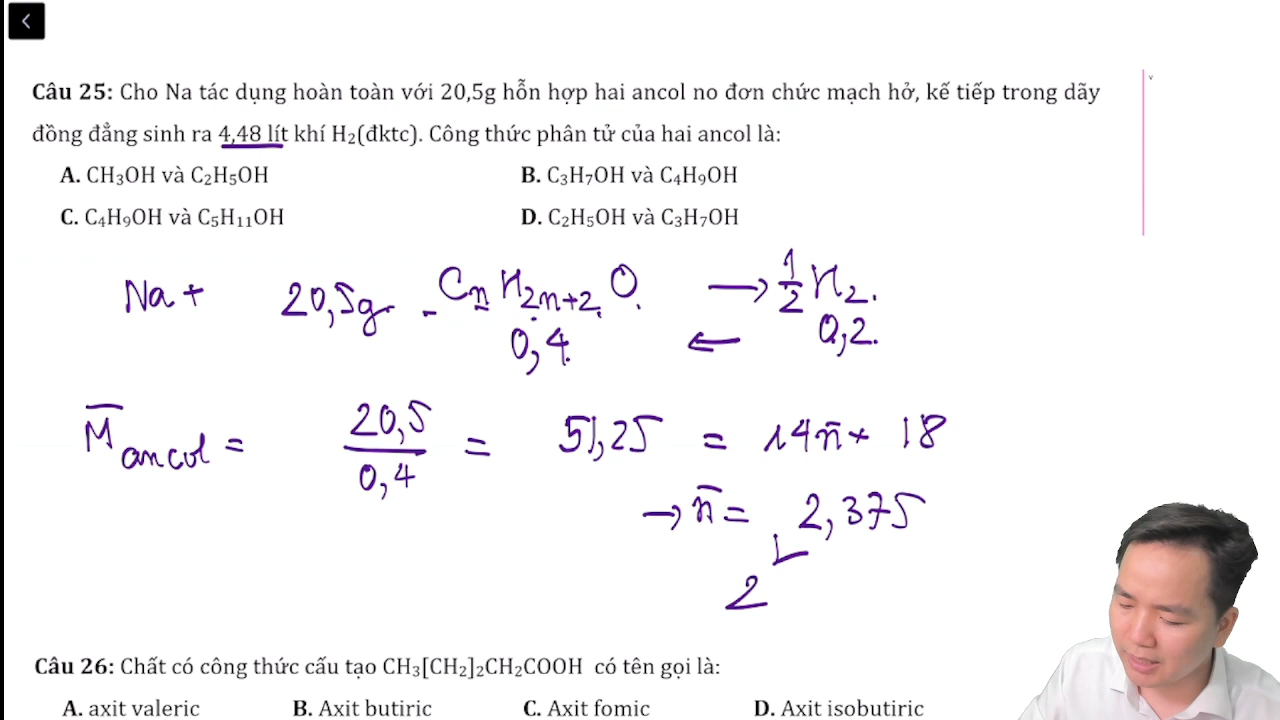 Câu 25: Cho Na tác dụng hoàn toàn với 20,5g hỗn hợp hai ancol no đơn chức mạch hở, kế tiếp trong dãy
đồng đẳng sinh ra 4,48 lít khí H₂(đktc). Công thức phân tử của hai ancol là:
A. CH₃OH và C₂H₅OH B. C₃H₇OH và C₄H₉OH
C. C₄H₉OH và C₅H₁₁OH D. C₂H₅OH và C₃H₇OH
Na + 20,5g CnH2n+2O → 1/2 H₂.
0,4 ← 0,2.
M̅ ancol = 20,5/0,4 = 51,25 = 14n̅ + 18
→ n̅ = 2,375
2
Câu 26: Chất có công thức cấu tạo CH₃[CH₂]₂CH₂COOH có tên gọi là:
A. axit valeric B. Axit butiric C. Axit fomic D. Axit isobutiric